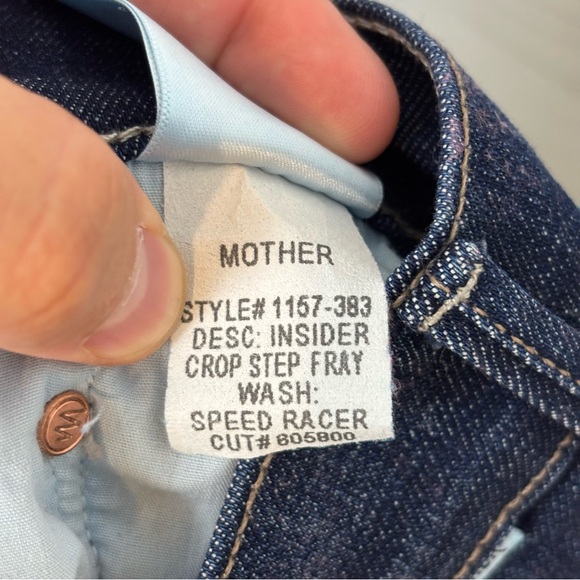 MOTHER
STYLE# 1157-383
DESC: INSIDER
CROP STEP FRAY
WASH:
SPEED RACER
CUT# 605800